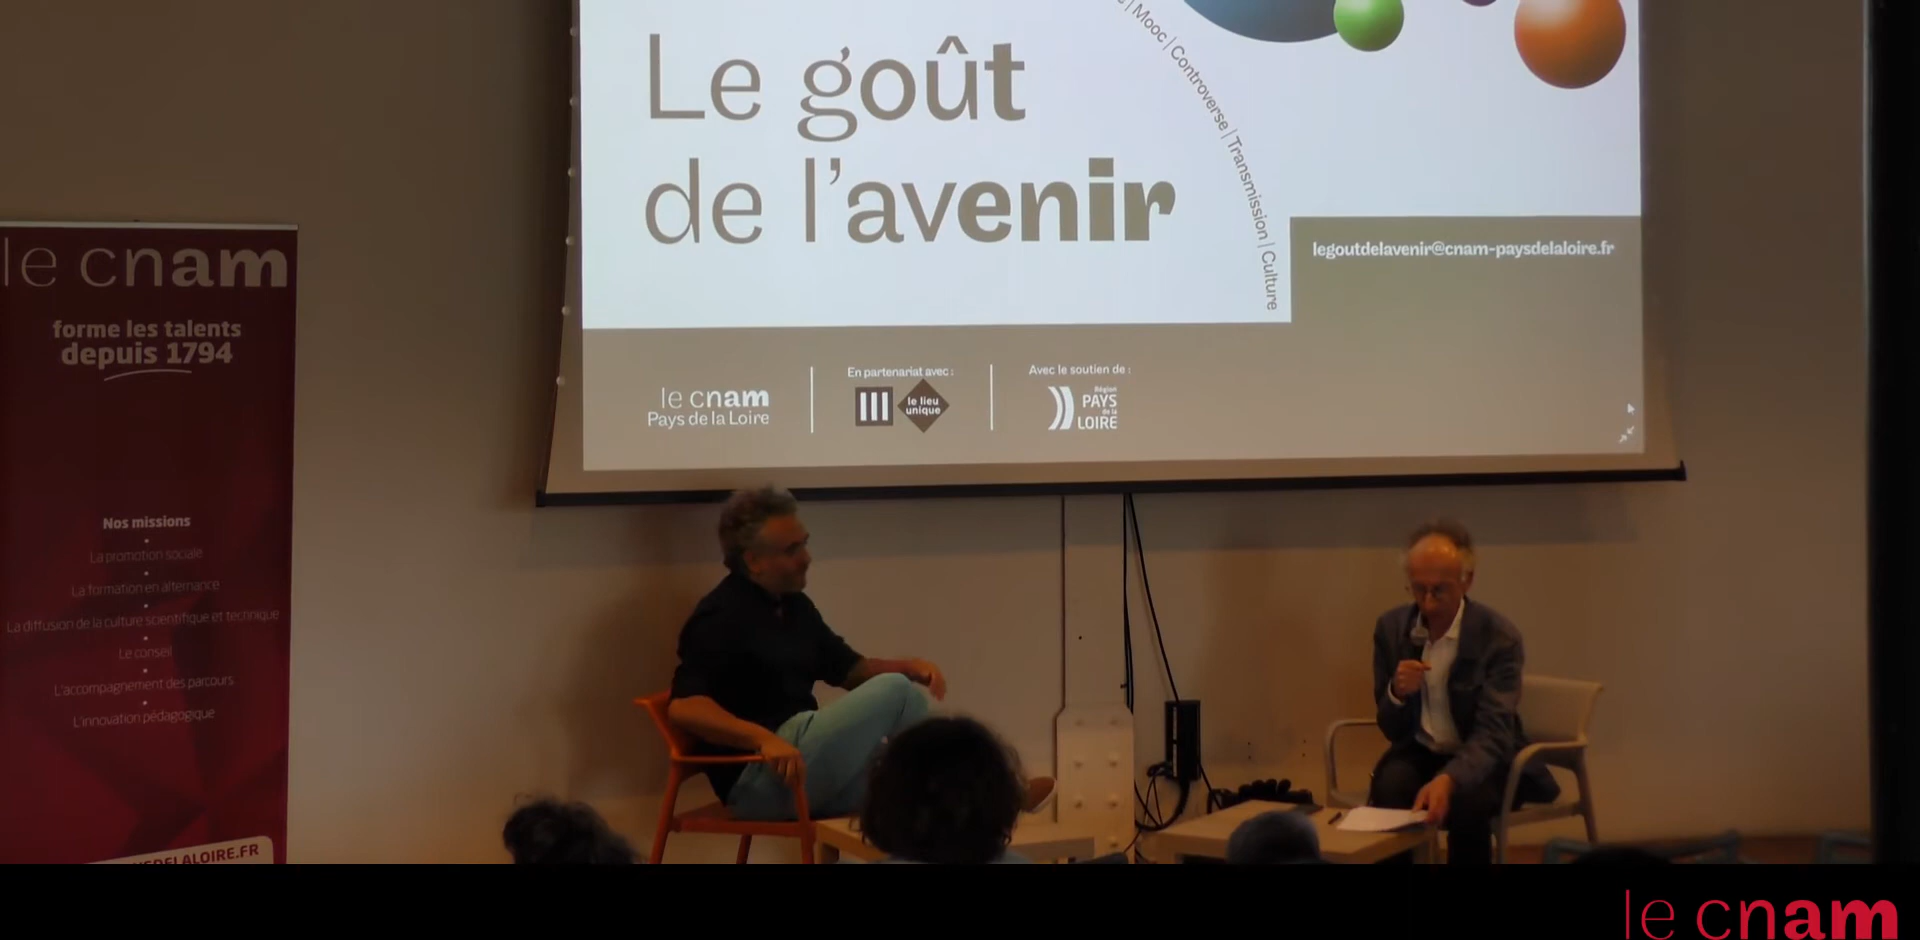 Le goût
de l'avenir
| Mooc | Controverse | Transmission | Culture
legoutdelavenir@cnam-paysdelaloire.fr
le cnam
Pays de la Loire
En partenariat avec :
le lieu
unique
Avec le soutien de :
Région
PAYS
de la
LOIRE
le cnam
forme les talents
depuis 1794
Nos missions
La promotion sociale
La formation en alternance
La diffusion de la culture scientifique et technique
Le conseil
L'accompagnement des parcours
L'innovation pédagogique
DELALOIRE.FR
le cnam